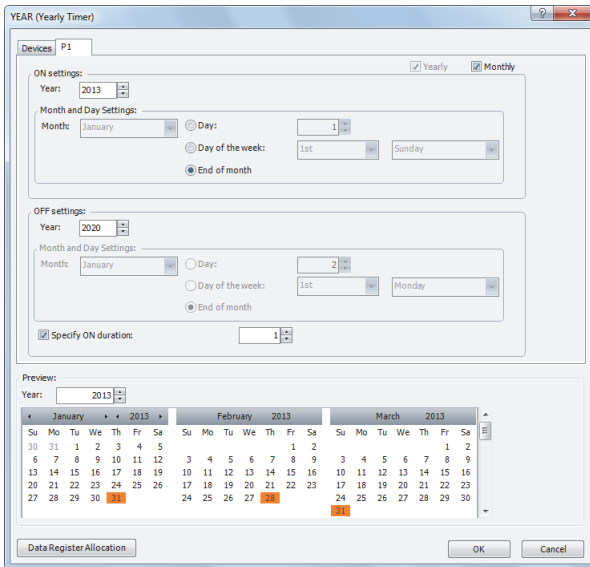 YEAR (Yearly Timer)
Devices P1
Yearly Monthly
ON settings:
Year: 2013
Month and Day Settings:
Month: January Day: 1
Day of the week: 1st Sunday
End of month
OFF settings:
Year: 2020
Month and Day Settings:
Month: January Day: 2
Day of the week: 1st Monday
End of month
Specify ON duration: 1
Preview:
Year: 2013
January 2013 February 2013 March 2013
Su Mo Tu We Th Fr Sa Su Mo Tu We Th Fr Sa Su Mo Tu We Th Fr Sa
30 31 1 2 3 4 5 1 2 1 2
6 7 8 9 10 11 12 3 4 5 6 7 8 9 3 4 5 6 7 8 9
13 14 15 16 17 18 19 10 11 12 13 14 15 16 10 11 12 13 14 15 16
20 21 22 23 24 25 26 17 18 19 20 21 22 23 17 18 19 20 21 22 23
27 28 29 30 31 24 25 26 27 28 24 25 26 27 28 29 30
31
Data Register Allocation OK Cancel